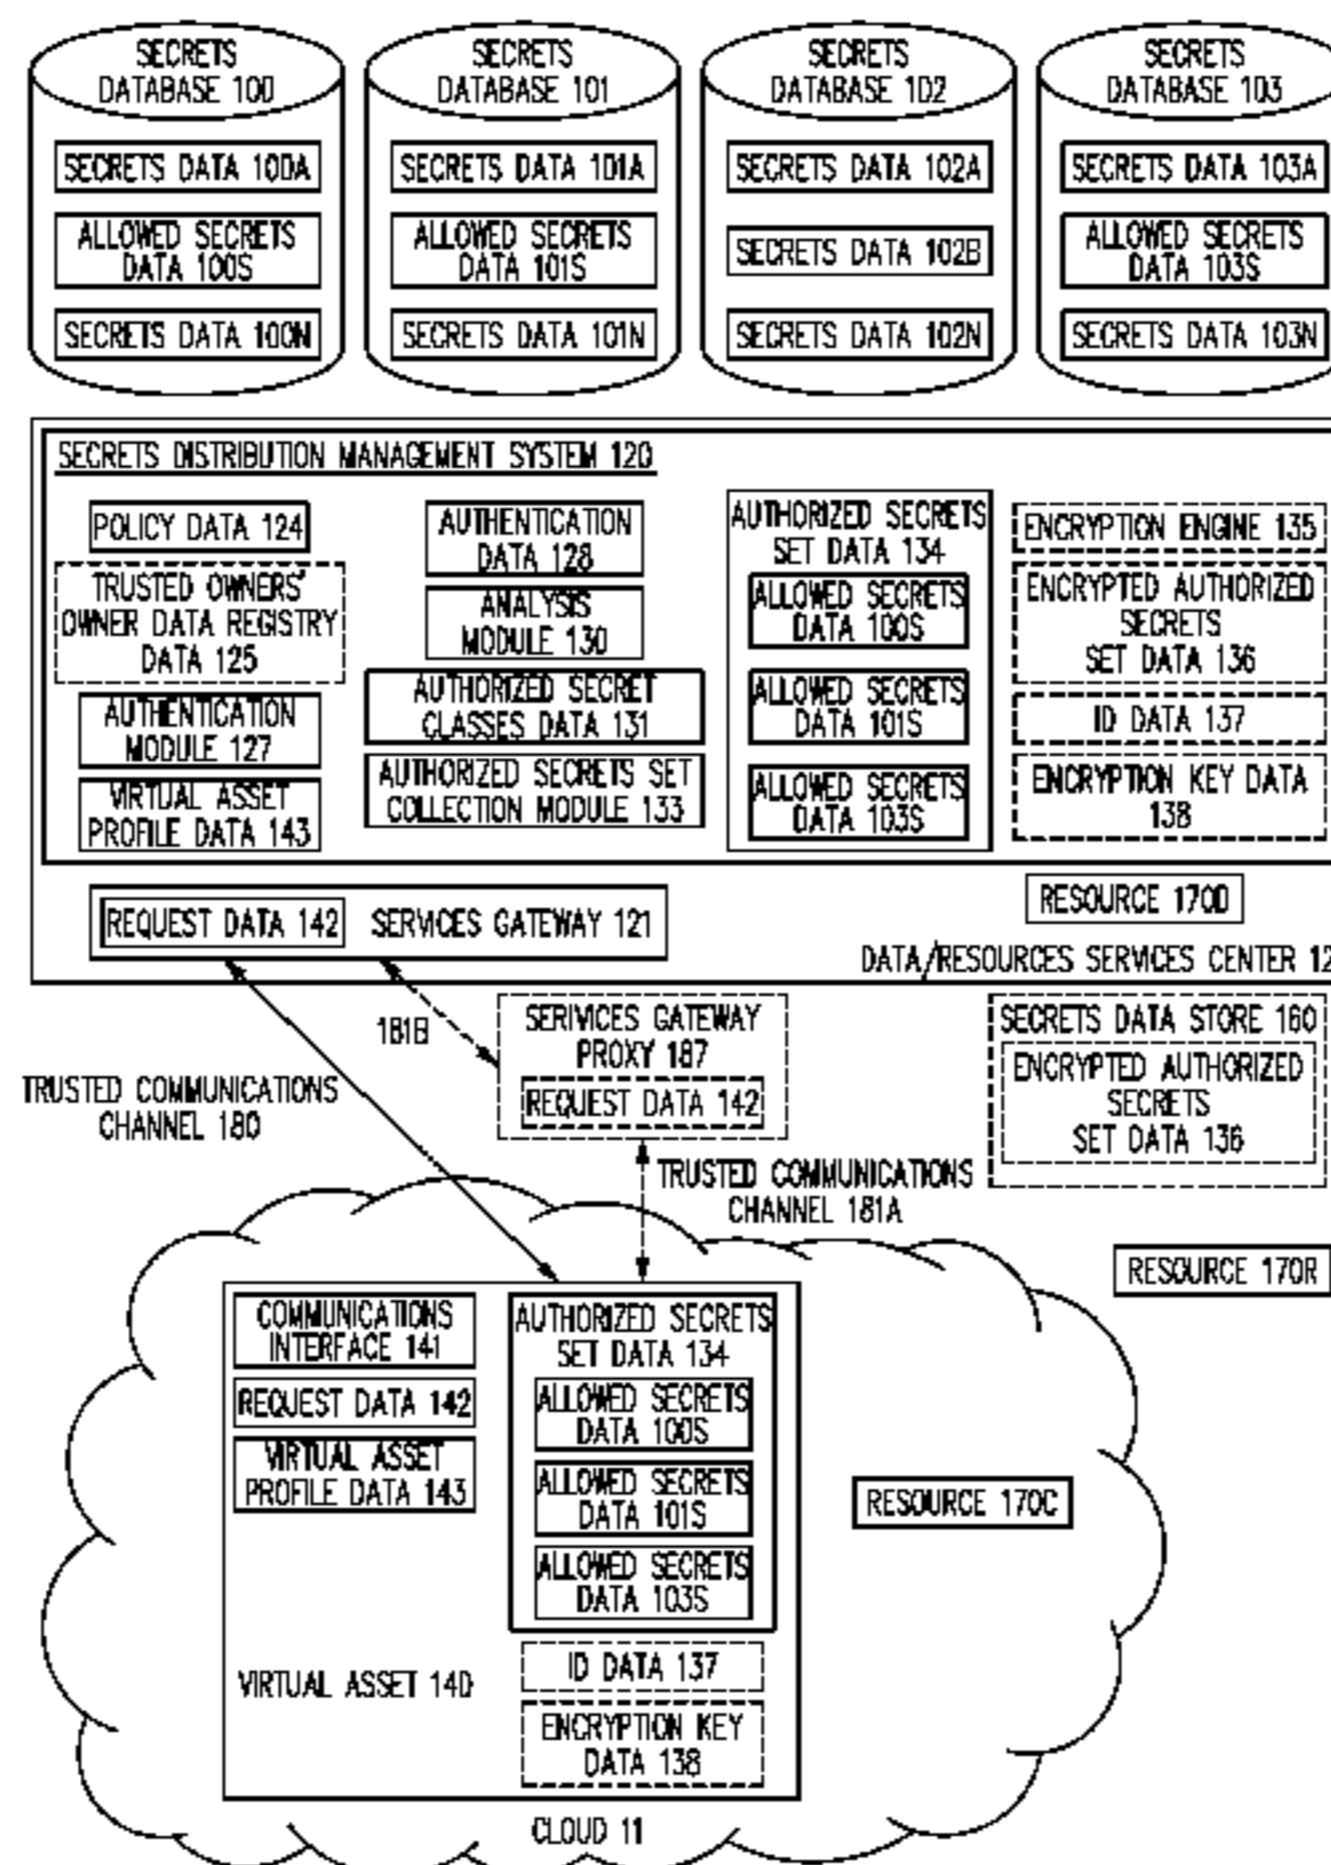 SECRETS
DATABASE 100
SECRETS DATA 100A
ALLOWED SECRETS
DATA 100S
SECRETS DATA 100N
SECRETS
DATABASE 101
SECRETS DATA 101A
ALLOWED SECRETS
DATA 101S
SECRETS DATA 101N
SECRETS
DATABASE 102
SECRETS DATA 102A
SECRETS DATA 102B
SECRETS DATA 102N
SECRETS
DATABASE 103
SECRETS DATA 103A
ALLOWED SECRETS
DATA 103S
SECRETS DATA 103N
SECRETS DISTRIBUTION MANAGEMENT SYSTEM 120
POLICY DATA 124
TRUSTED OWNERS'
OWNER DATA REGISTRY
DATA 125
AUTHENTICATION
MODULE 127
VIRTUAL ASSET
PROFILE DATA 143
AUTHENTICATION
DATA 128
ANALYSIS
MODULE 130
AUTHORIZED SECRET
CLASSES DATA 131
AUTHORIZED SECRETS SET
COLLECTION MODULE 133
AUTHORIZED SECRETS
SET DATA 134
ALLOWED SECRETS
DATA 100S
ALLOWED SECRETS
DATA 101S
ALLOWED SECRETS
DATA 103S
ENCRYPTION ENGINE 135
ENCRYPTED AUTHORIZED
SECRETS
SET DATA 136
ID DATA 137
ENCRYPTION KEY DATA
138
REQUEST DATA 142
SERVICES GATEWAY 121
RESOURCE 170D
DATA/RESOURCES SERVICES CENTER 12
181B
SERIVICES GATEWAY
PROXY 187
REQUEST DATA 142
SECRETS DATA STORE 160
ENCRYPTED AUTHORIZED
SECRETS
SET DATA 136
TRUSTED COMMUNICATIONS
CHANNEL 180
TRUSTED COMMUNICATIONS
CHANNEL 181A
RESOURCE 170R
COMMUNICATIONS
INTERFACE 141
REQUEST DATA 142
VIRTUAL ASSET
PROFILE DATA 143
AUTHORIZED SECRETS
SET DATA 134
ALLOWED SECRETS
DATA 100S
ALLOWED SECRETS
DATA 101S
ALLOWED SECRETS
DATA 103S
RESOURCE 170C
VIRTUAL ASSET 140
ID DATA 137
ENCRYPTION KEY
DATA 138
CLOUD 11